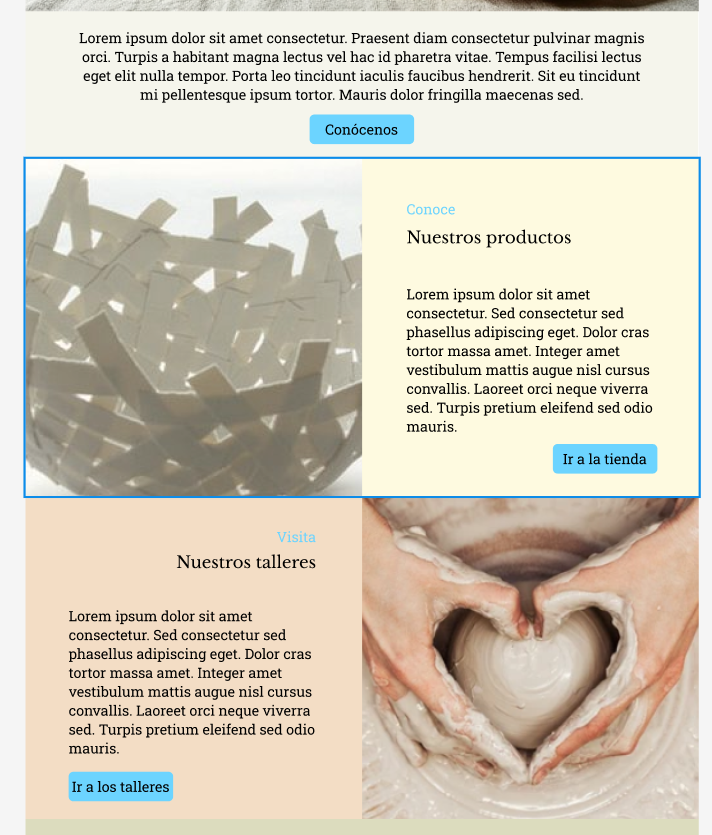 Lorem ipsum dolor sit amet consectetur. Praesent diam consectetur pulvinar magnis
orci. Turpis a habitant magna lectus vel hac id pharetra vitae. Tempus facilisi lectus
eget elit nulla tempor. Porta leo tincidunt iaculis faucibus hendrerit. Sit eu tincidunt
mi pellentesque ipsum tortor. Mauris dolor fringilla maecenas sed.
Conócenos
Conoce
Nuestros productos
Lorem ipsum dolor sit amet
consectetur. Sed consectetur sed
phasellus adipiscing eget. Dolor cras
tortor massa amet. Integer amet
vestibulum mattis augue nisl cursus
convallis. Laoreet orci neque viverra
sed. Turpis pretium eleifend sed odio
mauris.
Ir a la tienda
Visita
Nuestros talleres
Lorem ipsum dolor sit amet
consectetur. Sed consectetur sed
phasellus adipiscing eget. Dolor cras
tortor massa amet. Integer amet
vestibulum mattis augue nisl cursus
convallis. Laoreet orci neque viverra
sed. Turpis pretium eleifend sed odio
mauris.
Ir a los talleres